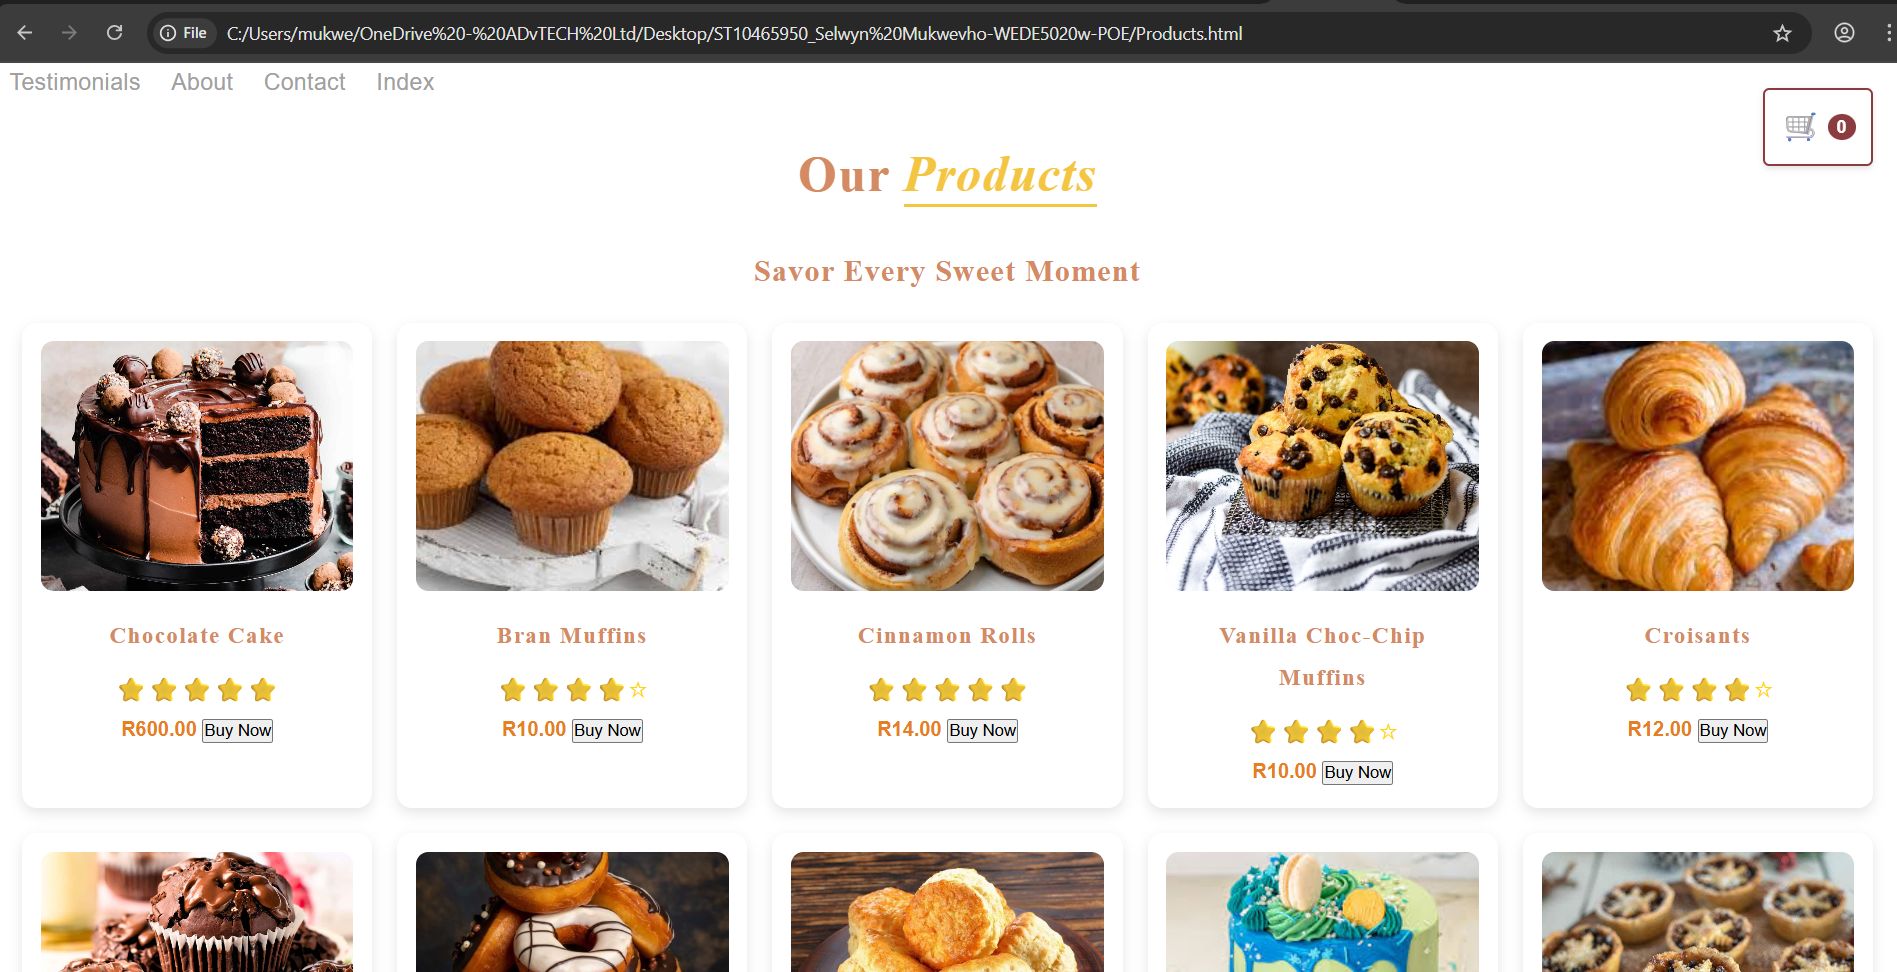 File C:/Users/mukwe/OneDrive%20-%20ADvTECH%20Ltd/Desktop/ST10465950_Selwyn%20Mukwevho-WEDE5020w-POE/Products.html
Testimonials About Contact Index
0
Our Products
Savor Every Sweet Moment
Chocolate Cake
R600.00 Buy Now
Bran Muffins
R10.00 Buy Now
Cinnamon Rolls
R14.00 Buy Now
Vanilla Choc-Chip
Muffins
R10.00 Buy Now
Croisants
R12.00 Buy Now